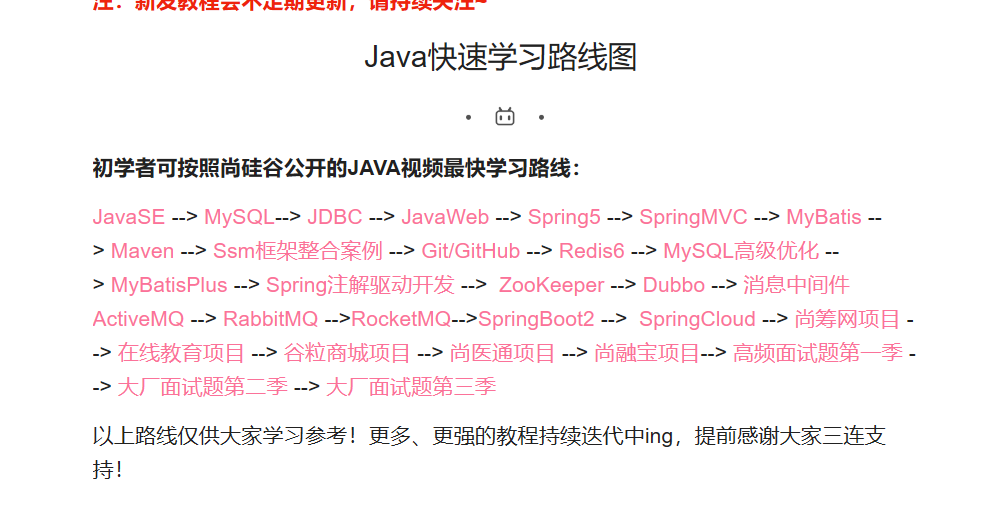 注：新发教程会不定期更新，请持续关注~
Java快速学习路线图
初学者可按照尚硅谷公开的JAVA视频最快学习路线：
JavaSE --> MySQL--> JDBC --> JavaWeb --> Spring5 --> SpringMVC --> MyBatis --
> Maven --> Ssm框架整合案例 --> Git/GitHub --> Redis6 --> MySQL高级优化 --
> MyBatisPlus --> Spring注解驱动开发 --> ZooKeeper --> Dubbo --> 消息中间件
ActiveMQ --> RabbitMQ -->RocketMQ-->SpringBoot2 --> SpringCloud --> 尚筹网项目 -
-> 在线教育项目 --> 谷粒商城项目 --> 尚医通项目 --> 尚融宝项目--> 高频面试题第一季 -
-> 大厂面试题第二季 --> 大厂面试题第三季
以上路线仅供大家学习参考！更多、更强的教程持续迭代中ing，提前感谢大家三连支
持！